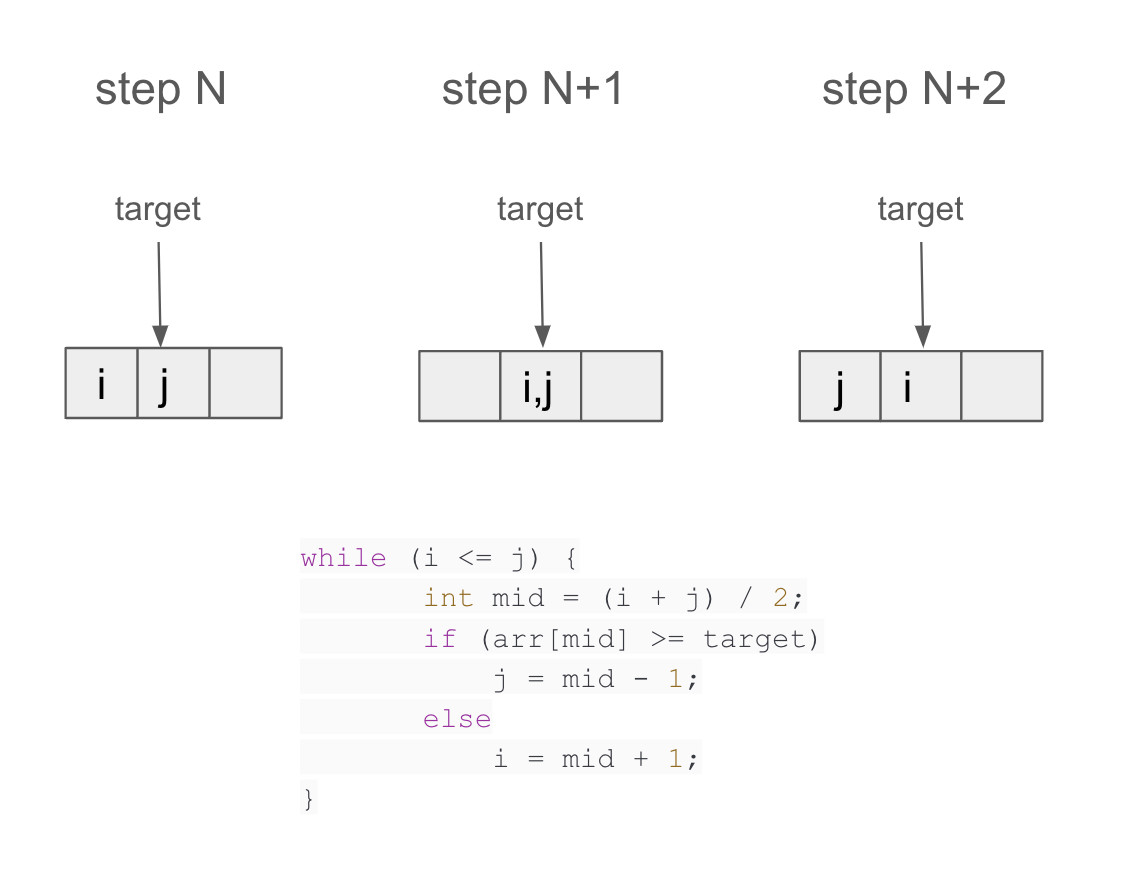 step N
step N+1
step N+2
target
target
target
i
j
i,j
j
i
while (i <= j) {
        int mid = (i + j) / 2;
        if (arr[mid] >= target)
            j = mid - 1;
        else
            i = mid + 1;
}